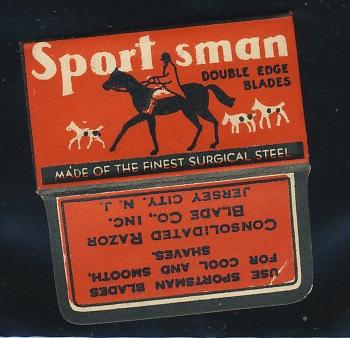 Sportsman
DOUBLE EDGE
BLADES
MADE OF THE FINEST SURGICAL STEEL
USE SPORTSMAN BLADES
FOR COOL AND SMOOTH
SHAVES.
CONSOLIDATED RAZOR
BLADE CO., INC.
JERSEY CITY, N. J.